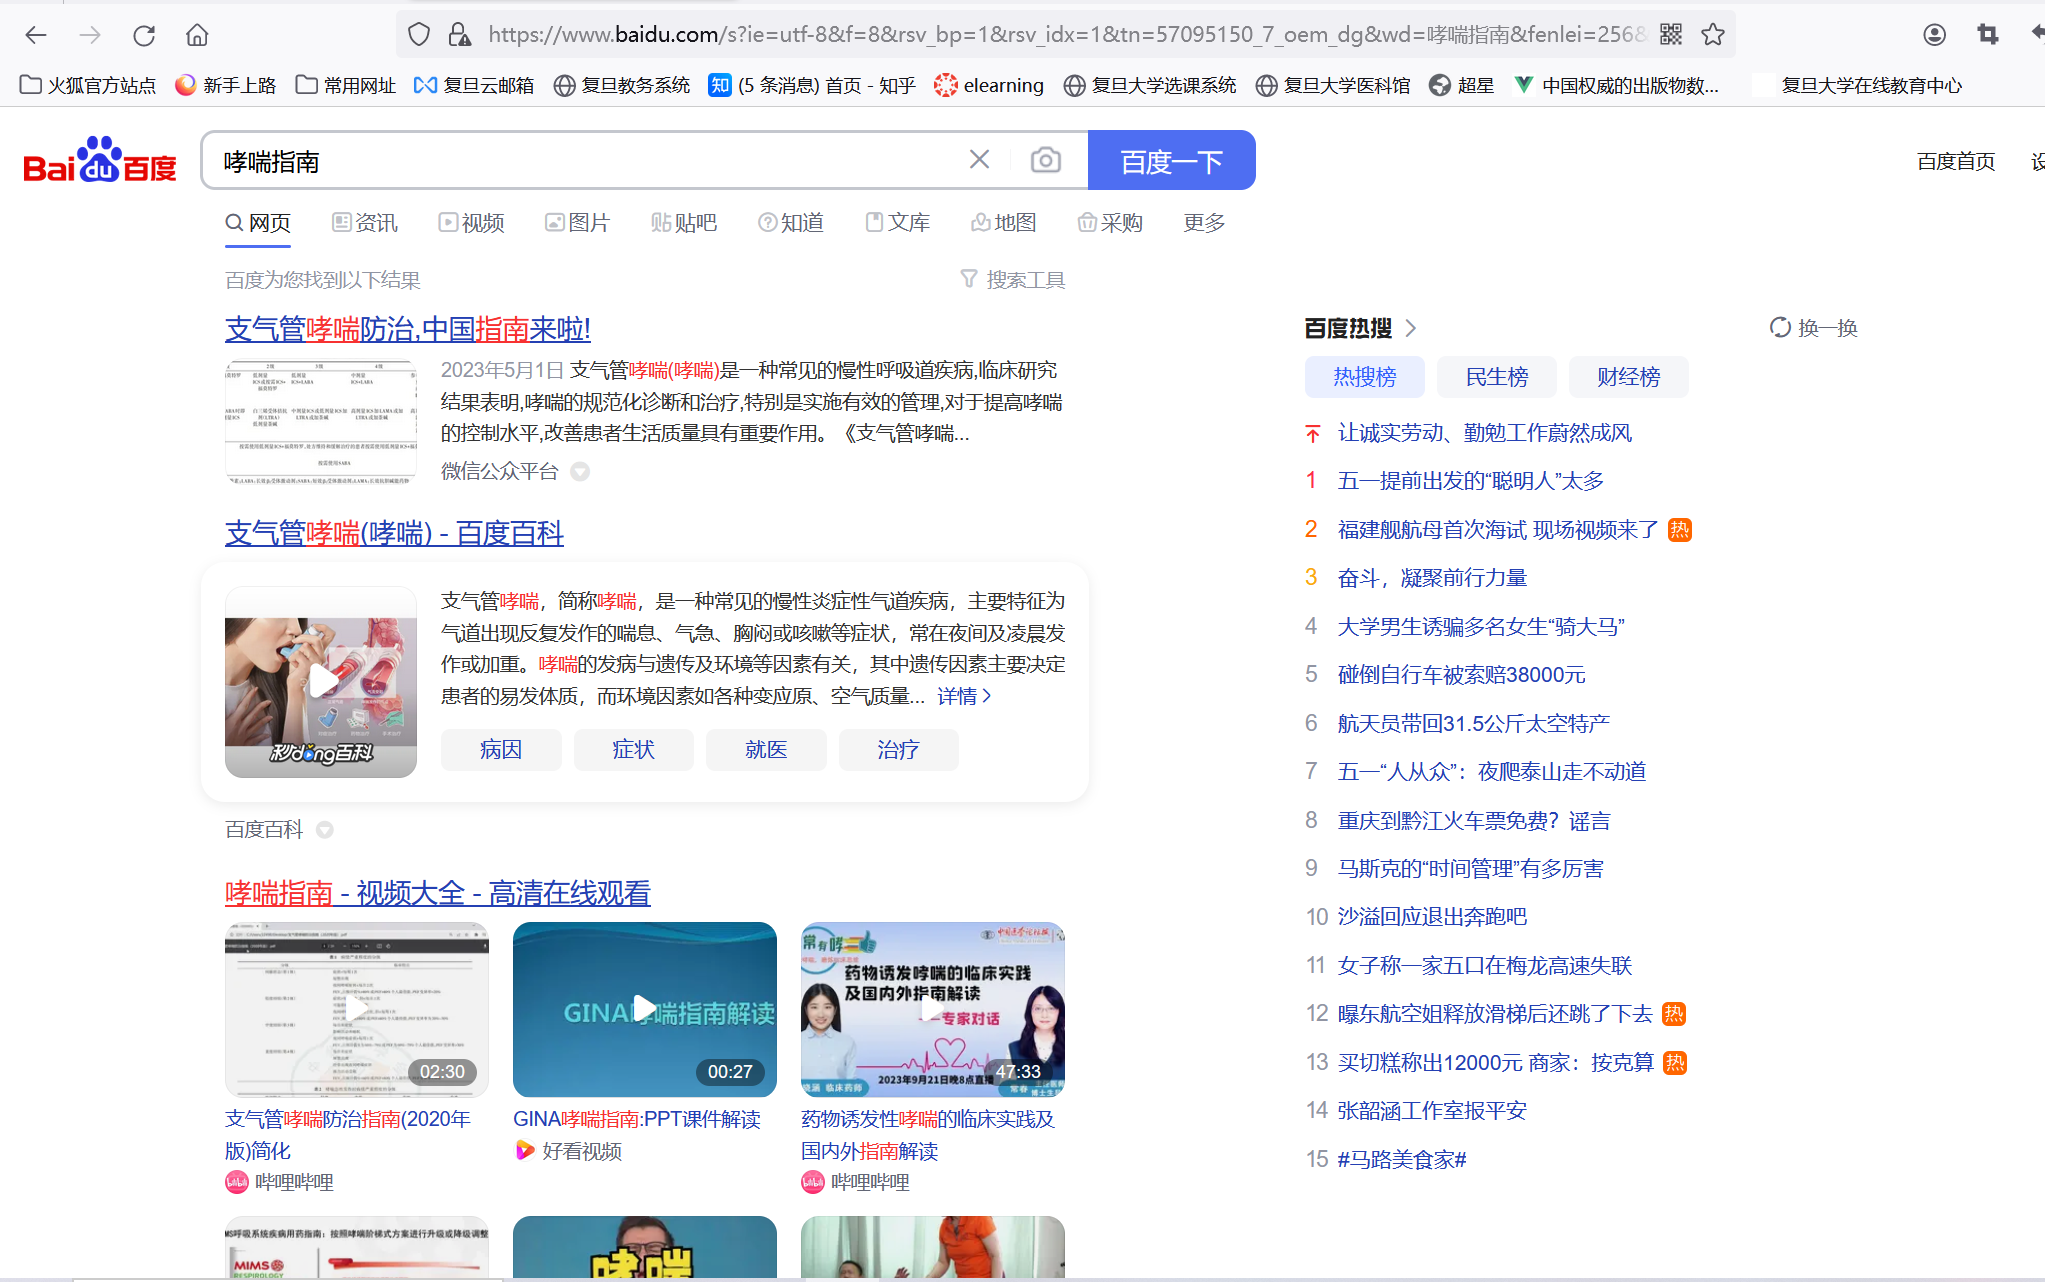 https://www.baidu.com/s?ie=utf-8&f=8&rsv_bp=1&rsv_idx=1&tn=57095150_7_oem_dg&wd=哮喘指南&fenlei=256&
火狐官方站点 新手上路 常用网址 复旦云邮箱 复旦教务系统 知 (5 条消息) 首页 - 知乎 elearning 复旦大学选课系统 复旦大学医科馆 超星 中国权威的出版物数... 复旦大学在线教育中心
Bai du 百度
哮喘指南
百度一下
百度首页
网页 资讯 视频 图片 贴吧 知道 文库 地图 采购 更多
百度为您找到以下结果
搜索工具
支气管哮喘防治,中国指南来啦!
2023年5月1日 支气管哮喘(哮喘)是一种常见的慢性呼吸道疾病,临床研究
结果表明,哮喘的规范化诊断和治疗,特别是实施有效的管理,对于提高哮喘
的控制水平,改善患者生活质量具有重要作用。《支气管哮喘...
微信公众平台
支气管哮喘(哮喘) - 百度百科
支气管哮喘，简称哮喘，是一种常见的慢性炎症性气道疾病，主要特征为
气道出现反复发作的喘息、气急、胸闷或咳嗽等症状，常在夜间及凌晨发
作或加重。哮喘的发病与遗传及环境等因素有关，其中遗传因素主要决定
患者的易发体质，而环境因素如各种变应原、空气质量... 详情
秒dong百科
病因 症状 就医 治疗
百度百科
哮喘指南 - 视频大全 - 高清在线观看
02:30
GINA哮喘指南解读
00:27
药物诱发哮喘的临床实践
及国内外指南解读
专家对话
2023年9月21日晚8点直播
47:33
支气管哮喘防治指南(2020年
版)简化
哔哩哔哩
GINA哮喘指南:PPT课件解读
好看视频
药物诱发性哮喘的临床实践及
国内外指南解读
哔哩哔哩
MS呼吸系统疾病用药指南：按照哮喘阶梯式方案进行升级或降级调整
MIMS
RESPIROLOGY
哮喘
百度热搜
换一换
热搜榜 民生榜 财经榜
让诚实劳动、勤勉工作蔚然成风
1 五一提前出发的“聪明人”太多
2 福建舰航母首次海试 现场视频来了 热
3 奋斗，凝聚前行力量
4 大学男生诱骗多名女生“骑大马”
5 碰倒自行车被索赔38000元
6 航天员带回31.5公斤太空特产
7 五一“人从众”：夜爬泰山走不动道
8 重庆到黔江火车票免费？谣言
9 马斯克的“时间管理”有多厉害
10 沙溢回应退出奔跑吧
11 女子称一家五口在梅龙高速失联
12 曝东航空姐释放滑梯后还跳了下去 热
13 买切糕称出12000元 商家：按克算 热
14 张韶涵工作室报平安
15 #马路美食家#